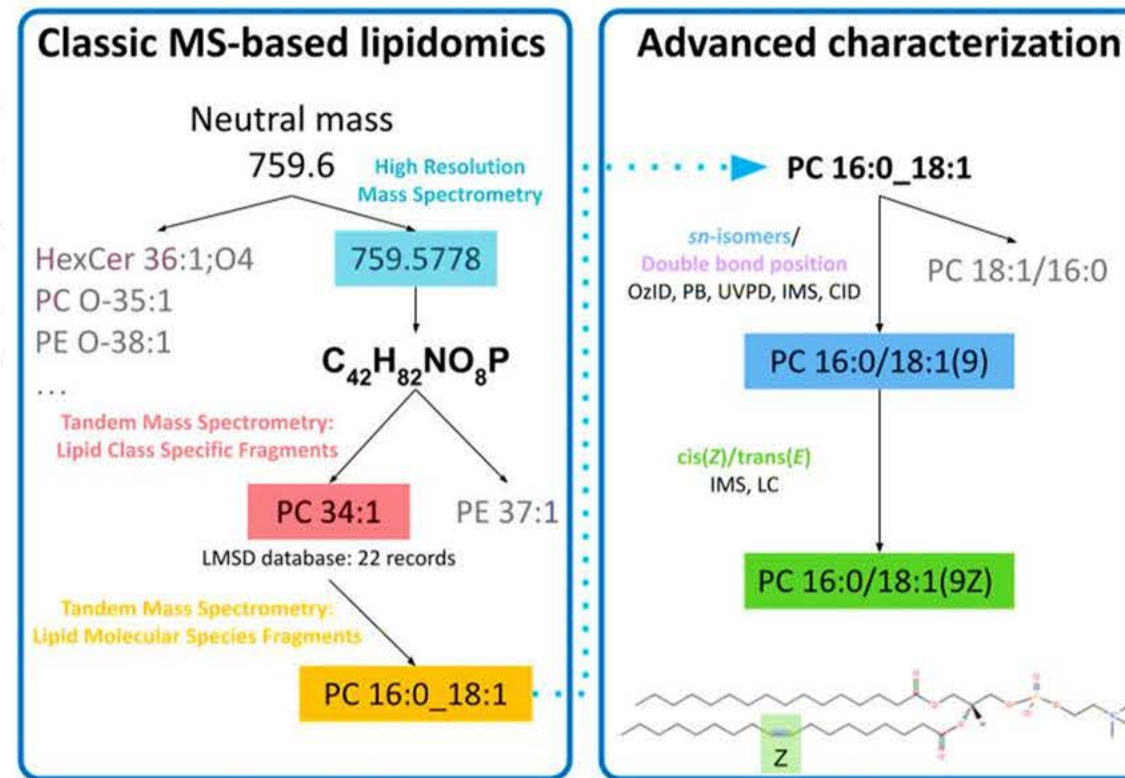 Classic MS-based lipidomics
Neutral mass
759.6
High Resolution
Mass Spectrometry
HexCer 36:1;O4
PC O-35:1
PE O-38:1
...
759.5778
C₄₂H₈₂NO₈P
Tandem Mass Spectrometry:
Lipid Class Specific Fragments
PC 34:1
PE 37:1
LMSD database: 22 records
Tandem Mass Spectrometry:
Lipid Molecular Species Fragments
PC 16:0_18:1
Advanced characterization
PC 16:0_18:1
sn-isomers/
Double bond position
OzID, PB, UVPD, IMS, CID
PC 18:1/16:0
PC 16:0/18:1(9)
cis(Z)/trans(E)
IMS, LC
PC 16:0/18:1(9Z)
Z